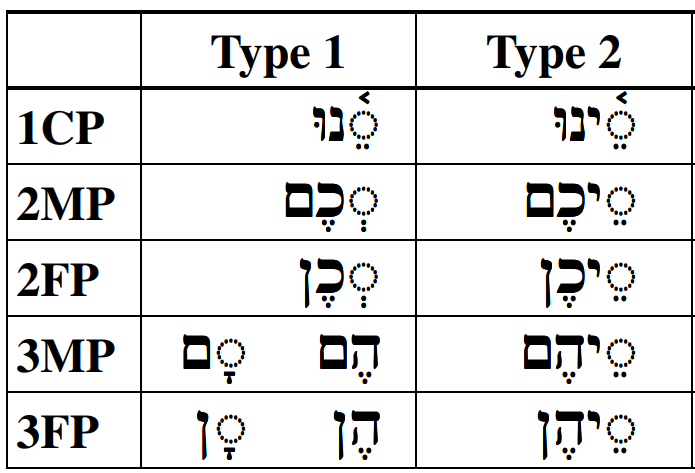 Type 1 Type 2
1CP ◌ֵ֫נוּ ◌ֵ֫ינוּ
2MP ◌ְכֶם ◌ֵיכֶם
2FP ◌ְכֶן ◌ֵיכֶן
3MP הֶם ◌ָם ◌ֵיהֶם
3FP הֶן ◌ָן ◌ֵיהֶן